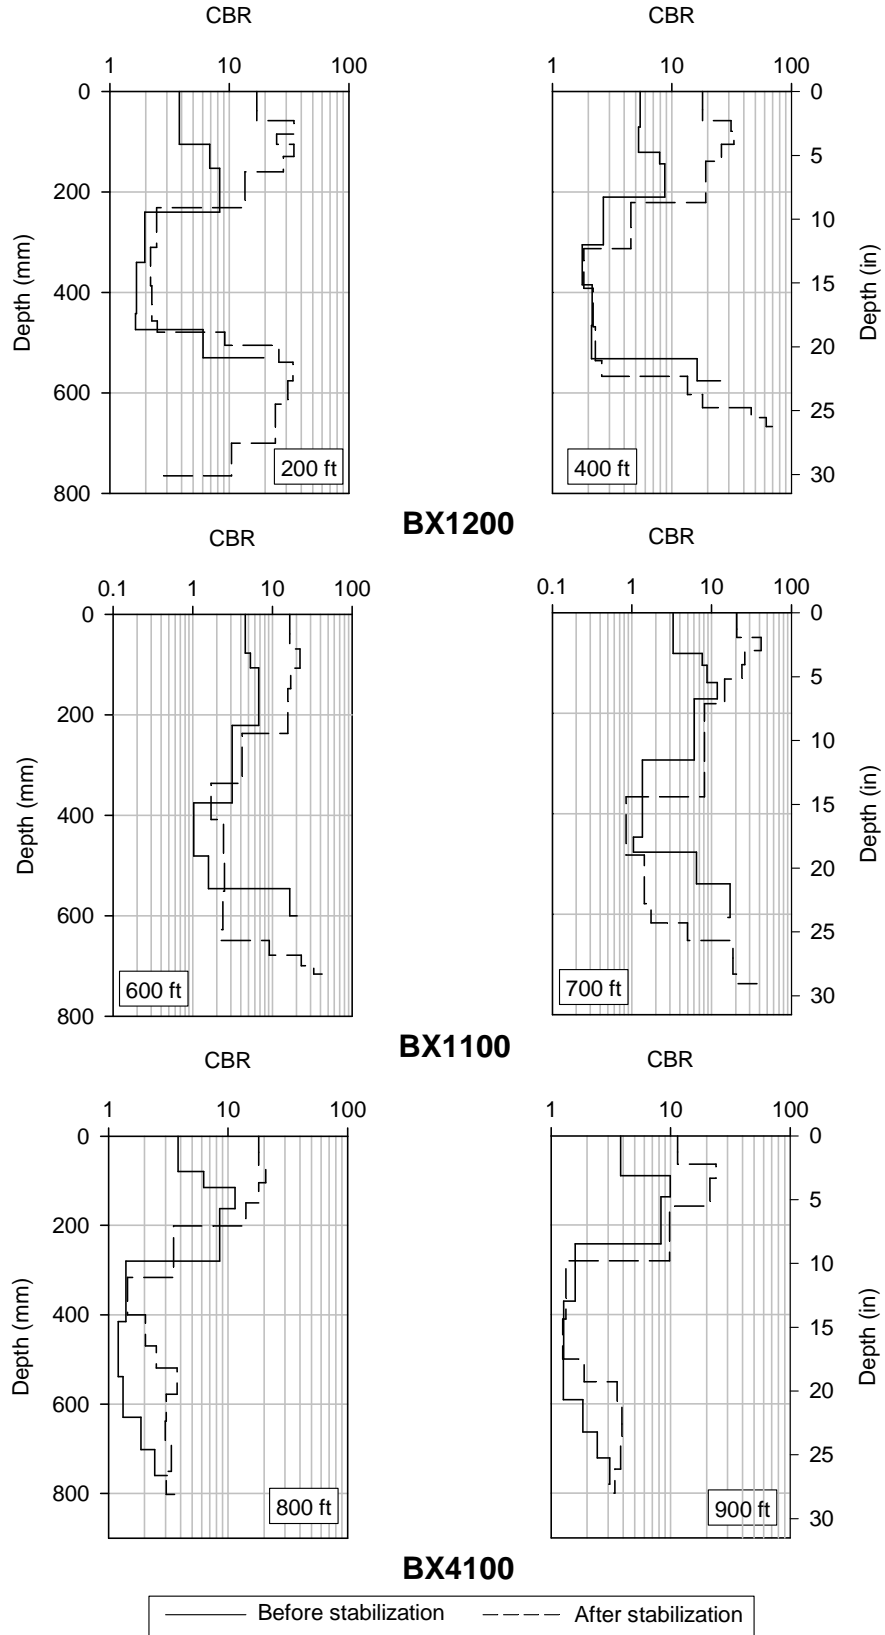 CBR CBR
1 10 100 1 10 100
0 0
5
200
10
Depth (mm) Depth (in)
400 15
20
600
25
200 ft 400 ft
30
800
BX1200
CBR CBR
0.1 1 10 100 0.1 1 10 100
0 0
5
200
10
Depth (mm) Depth (in)
400 15
20
600
25
600 ft 700 ft
30
800
BX1100
CBR CBR
1 10 100 1 10 100
0 0
5
200
10
Depth (mm) Depth (in)
400 15
20
600
25
800
800 ft 900 ft
30
BX4100
Before stabilization After stabilization